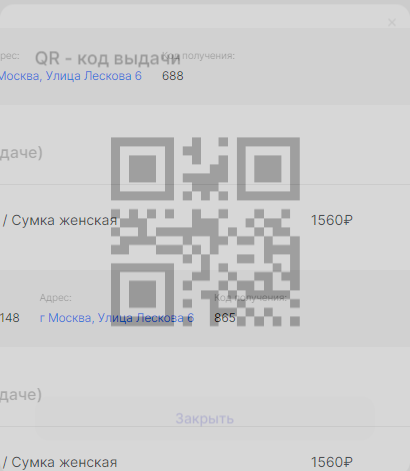 рес:
Код получения:
QR - код выдачи
Москва, Улица Лескова 6
688
даче)
/ Сумка женская
1560₽
Адрес:
Код получения:
148
г Москва, Улица Лескова 6
865
даче)
Закрыть
/ Сумка женская
1560₽